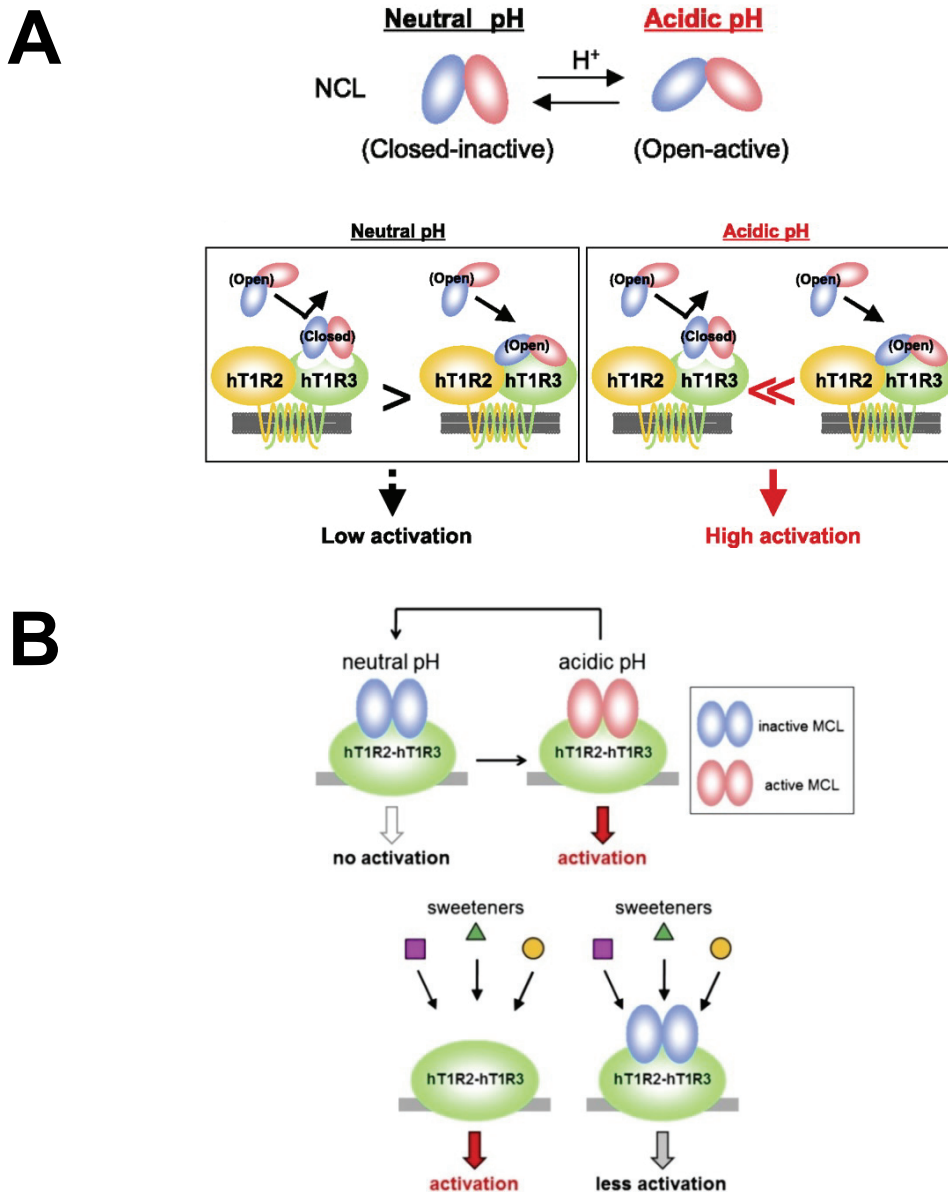 A
Neutral pH
Acidic pH
NCL
H+
(Closed-inactive)
(Open-active)
Neutral pH
Acidic pH
(Open)
(Open)
(Open)
(Open)
(Closed)
(Open)
(Closed)
(Open)
hT1R2
hT1R3
>
hT1R2
hT1R3
hT1R2
hT1R3
<<
hT1R2
hT1R3
Low activation
High activation
B
neutral pH
acidic pH
hT1R2-hT1R3
hT1R2-hT1R3
inactive MCL
active MCL
no activation
activation
sweeteners
sweeteners
hT1R2-hT1R3
hT1R2-hT1R3
activation
less activation